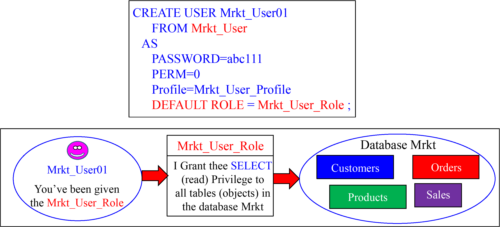 CREATE USER Mrkt_User01
FROM Mrkt_User
AS
PASSWORD=abc111
PERM=0
Profile=Mrkt_User_Profile
DEFAULT ROLE = Mrkt_User_Role ;
Mrkt_User01
You've been given
the Mrkt_User_Role
Mrkt_User_Role
I Grant thee SELECT
(read) Privilege to
all tables (objects) in
the database Mrkt
Database Mrkt
Customers
Orders
Products
Sales